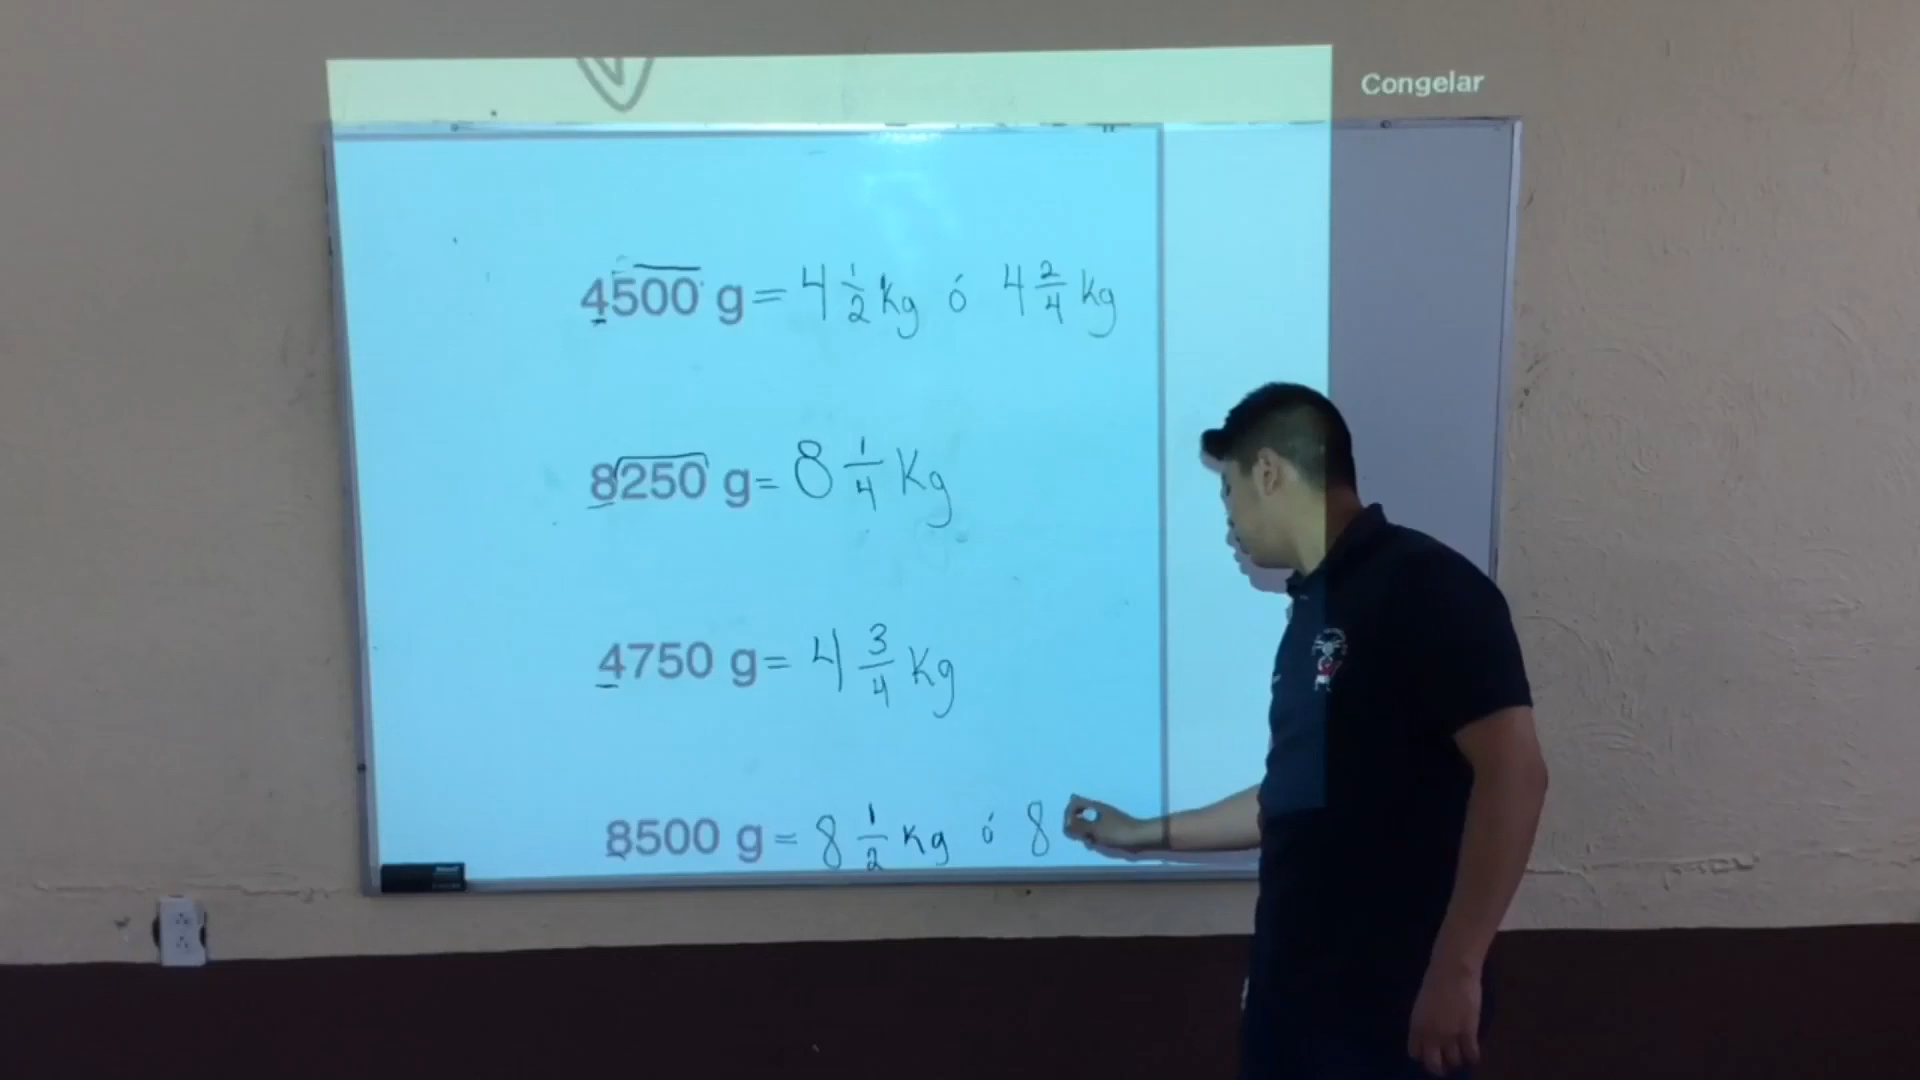 Congelar
4500 g = 4 1/2 kg ó 4 2/4 kg
8250 g = 8 1/4 Kg
4750 g = 4 3/4 Kg
8500 g = 8 1/2 kg ó 8